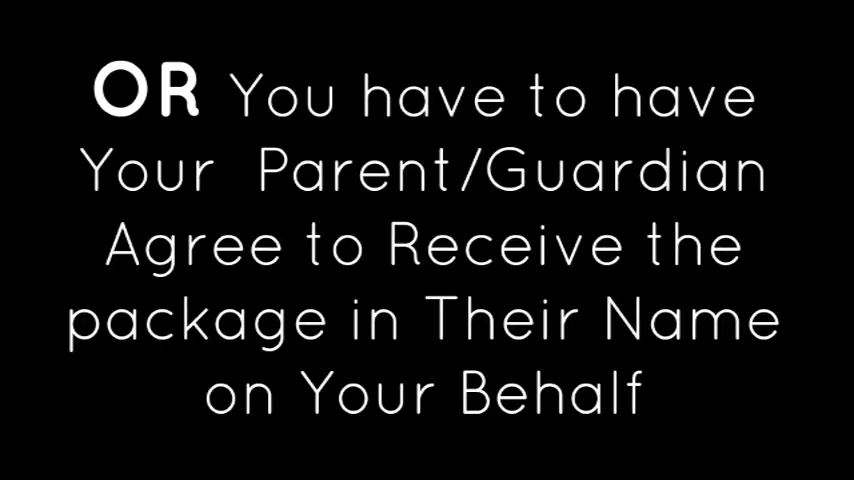 OR You have to have
Your Parent/Guardian
Agree to Receive the
package in Their Name
on Your Behalf